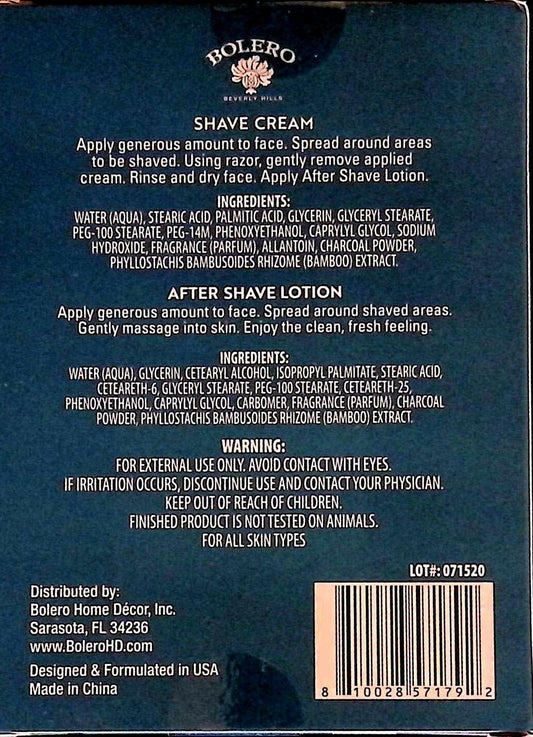 BOLERO
BEVERLY HILLS
SHAVE CREAM
Apply generous amount to face. Spread around areas
to be shaved. Using razor, gently remove applied
cream. Rinse and dry face. Apply After Shave Lotion.
INGREDIENTS:
WATER (AQUA), STEARIC ACID, PALMITIC ACID, GLYCERIN, GLYCERYL STEARATE,
PEG-100 STEARATE, PEG-14M, PHENOXYETHANOL, CAPRYLYL GLYCOL, SODIUM
HYDROXIDE, FRAGRANCE (PARFUM), ALLANTOIN, CHARCOAL POWDER,
PHYLLOSTACHIS BAMBUSOIDES RHIZOME (BAMBOO) EXTRACT.
AFTER SHAVE LOTION
Apply generous amount to face. Spread around shaved areas.
Gently massage into skin. Enjoy the clean, fresh feeling.
INGREDIENTS:
WATER (AQUA), GLYCERIN, CETEARYL ALCOHOL, ISOPROPYL PALMITATE, STEARIC ACID,
CETEARETH-6, GLYCERYL STEARATE, PEG-100 STEARATE, CETEARETH-25,
PHENOXYETHANOL, CAPRYLYL GLYCOL, CARBOMER, FRAGRANCE (PARFUM), CHARCOAL
POWDER, PHYLLOSTACHIS BAMBUSOIDES RHIZOME (BAMBOO) EXTRACT.
WARNING:
FOR EXTERNAL USE ONLY. AVOID CONTACT WITH EYES.
IF IRRITATION OCCURS, DISCONTINUE USE AND CONTACT YOUR PHYSICIAN.
KEEP OUT OF REACH OF CHILDREN.
FINISHED PRODUCT IS NOT TESTED ON ANIMALS.
FOR ALL SKIN TYPES
LOT#: 071520
Distributed by:
Bolero Home Décor, Inc.
Sarasota, FL 34236
www.BoleroHD.com
Designed & Formulated in USA
Made in China
8 10028 57179 2